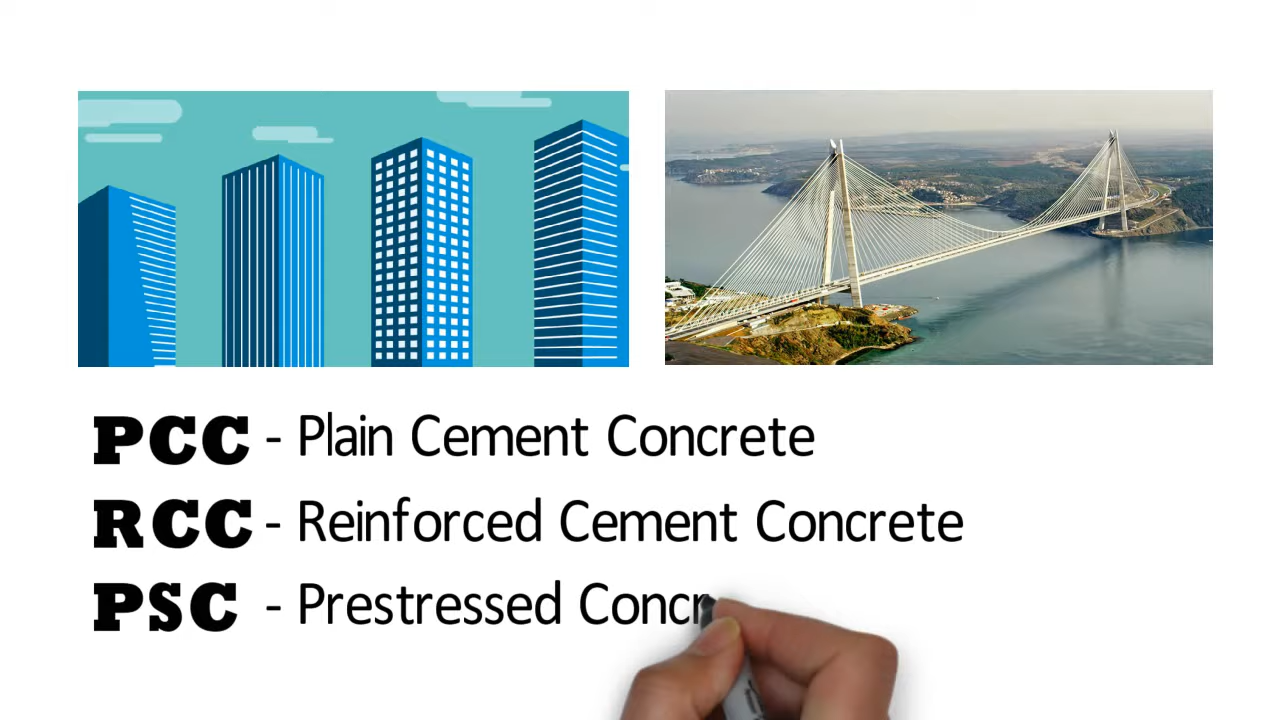 PCC - Plain Cement Concrete
RCC - Reinforced Cement Concrete
PSC - Prestressed Concr